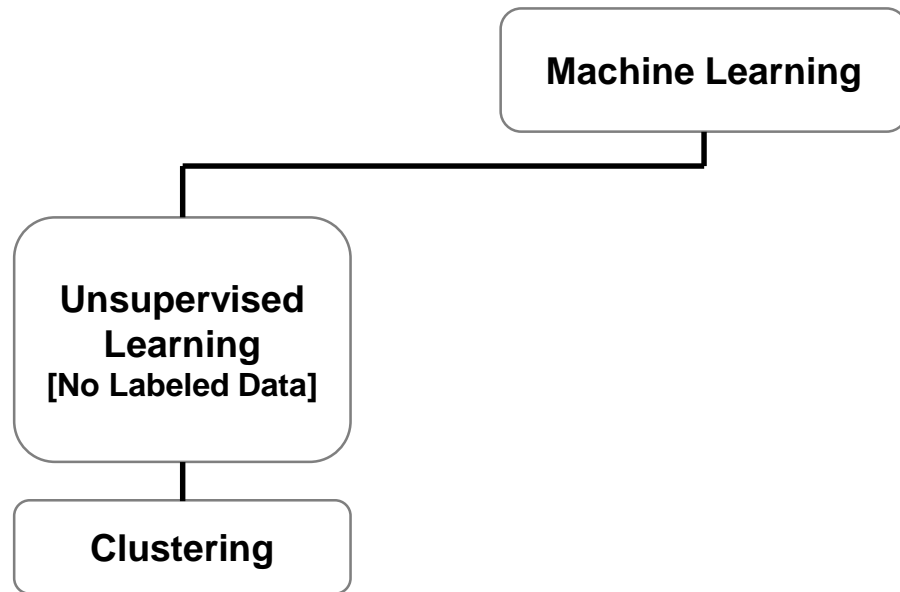 Machine Learning
Unsupervised
Learning
[No Labeled Data]
Clustering